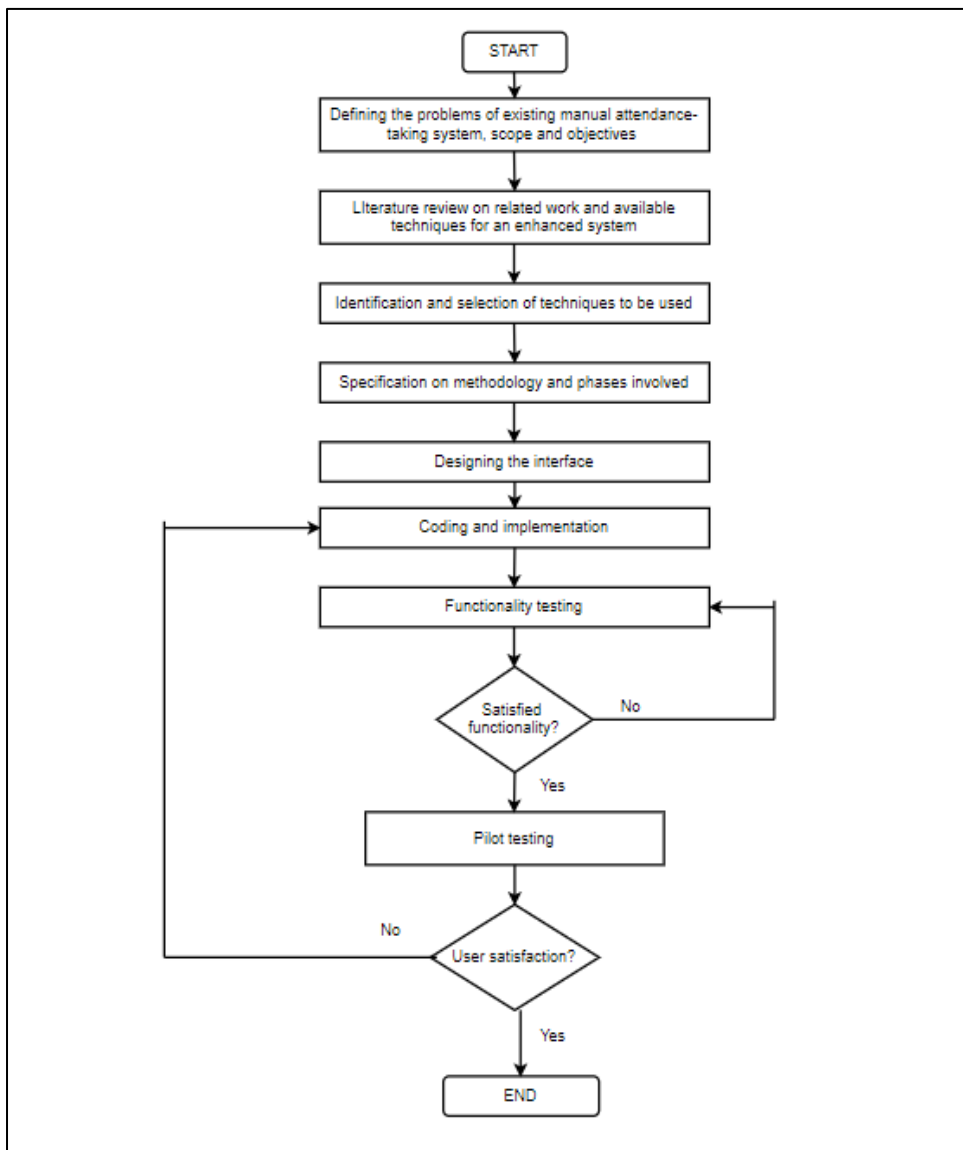 START
Defining the problems of existing manual attendance-
taking system, scope and objectives
LIterature review on related work and available
techniques for an enhanced system
Identification and selection of techniques to be used
Specification on methodology and phases involved
Designing the interface
Coding and implementation
Functionality testing
Satisfied
functionality?
No
Yes
Pilot testing
No
User satisfaction?
Yes
END